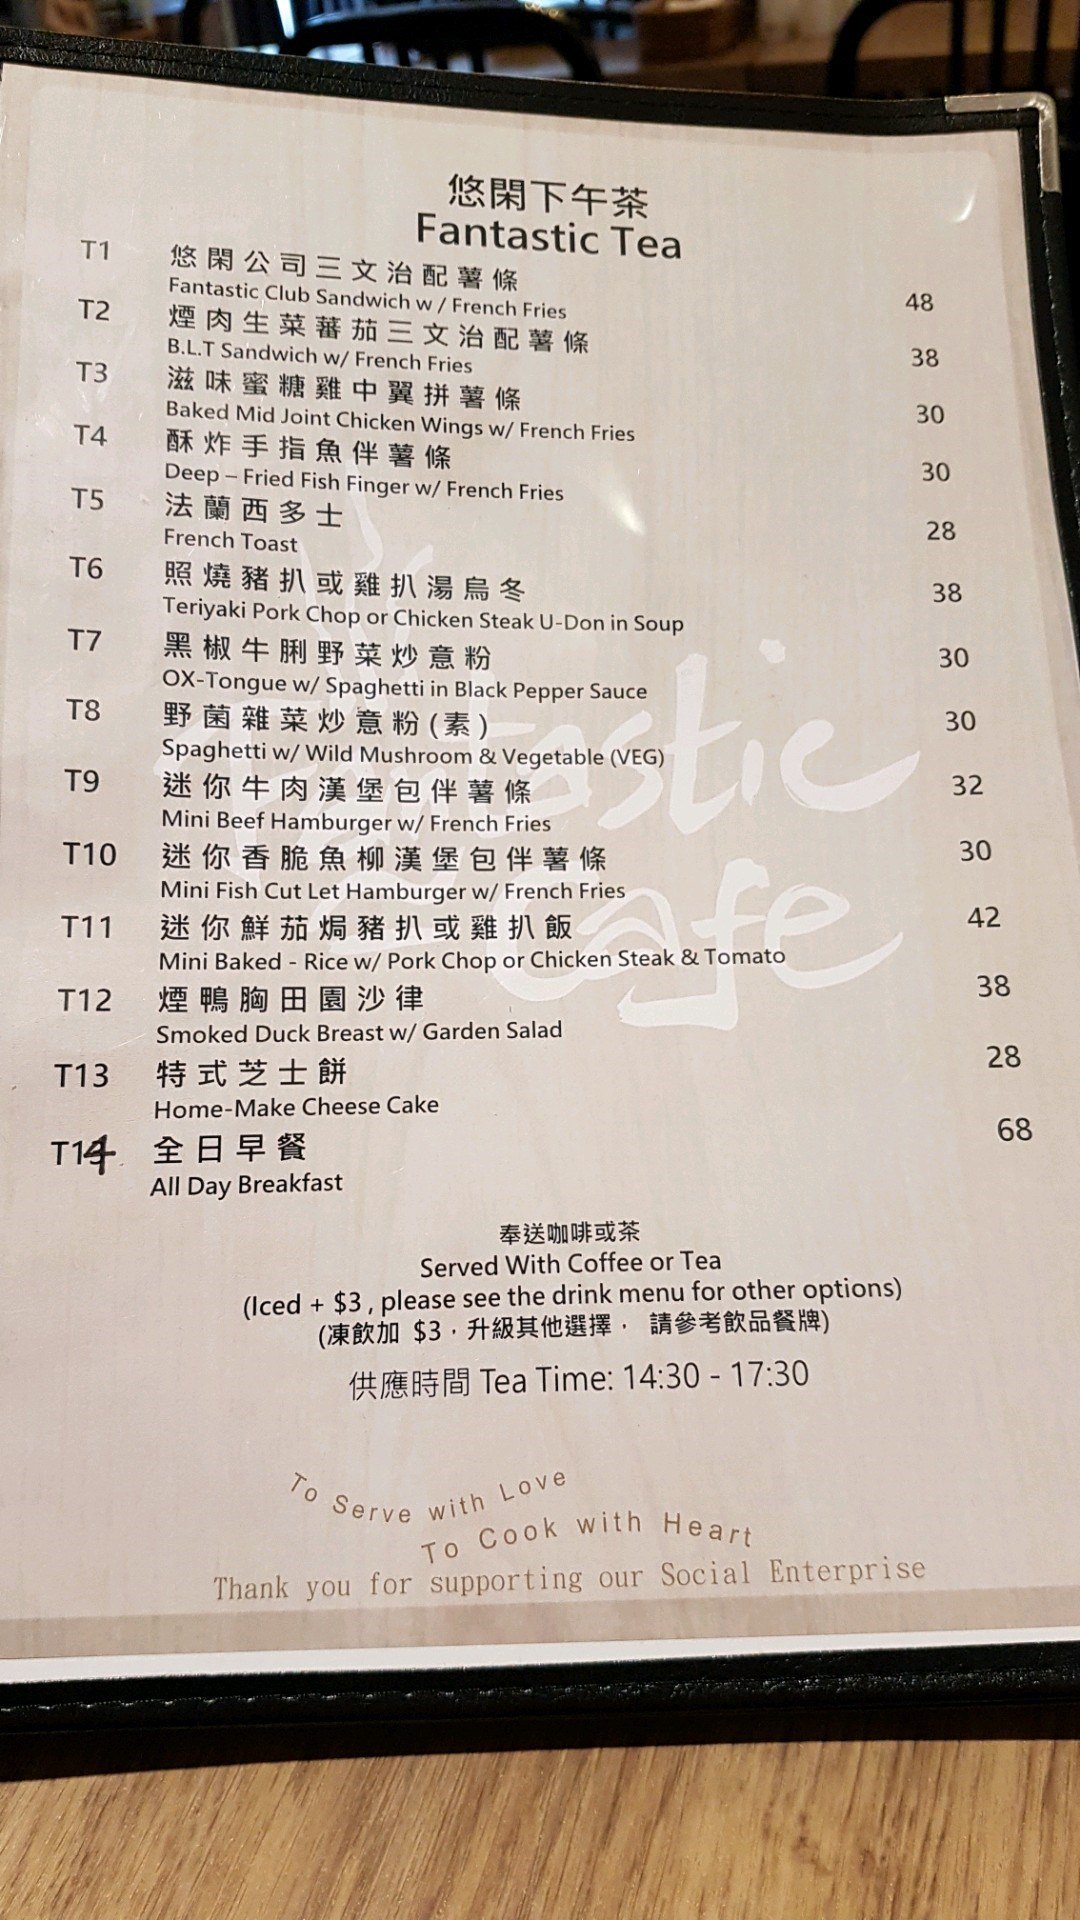 悠閑下午茶
Fantastic Tea
T1 悠閑公司三文治配薯條
Fantastic Club Sandwich w / French Fries 48
T2 煙肉生菜蕃茄三文治配薯條
B.L.T Sandwich w/ French Fries 38
T3 滋味蜜糖雞中翼拼薯條
Baked Mid Joint Chicken Wings w/ French Fries 30
T4 酥炸手指魚伴薯條
Deep – Fried Fish Finger w/ French Fries 30
T5 法蘭西多士
French Toast 28
T6 照燒豬扒或雞扒湯烏冬
Teriyaki Pork Chop or Chicken Steak U-Don in Soup 38
T7 黑椒牛脷野菜炒意粉
OX-Tongue w/ Spaghetti in Black Pepper Sauce 30
T8 野菌雜菜炒意粉(素)
Spaghetti w/ Wild Mushroom & Vegetable (VEG) 30
T9 迷你牛肉漢堡包伴薯條
Mini Beef Hamburger w/ French Fries 32
T10 迷你香脆魚柳漢堡包伴薯條
Mini Fish Cut Let Hamburger w/ French Fries 30
T11 迷你鮮茄焗豬扒或雞扒飯
Mini Baked - Rice w/ Pork Chop or Chicken Steak & Tomato 42
T12 煙鴨胸田園沙律
Smoked Duck Breast w/ Garden Salad 38
T13 特式芝士餅
Home-Make Cheese Cake 28
T14 全日早餐
All Day Breakfast 68
Fantastic
Cafe
奉送咖啡或茶
Served With Coffee or Tea
(Iced + $3 , please see the drink menu for other options)
(凍飲加 $3，升級其他選擇， 請參考飲品餐牌)
供應時間 Tea Time: 14:30 - 17:30
To Serve with Love
To Cook with Heart
Thank you for supporting our Social Enterprise